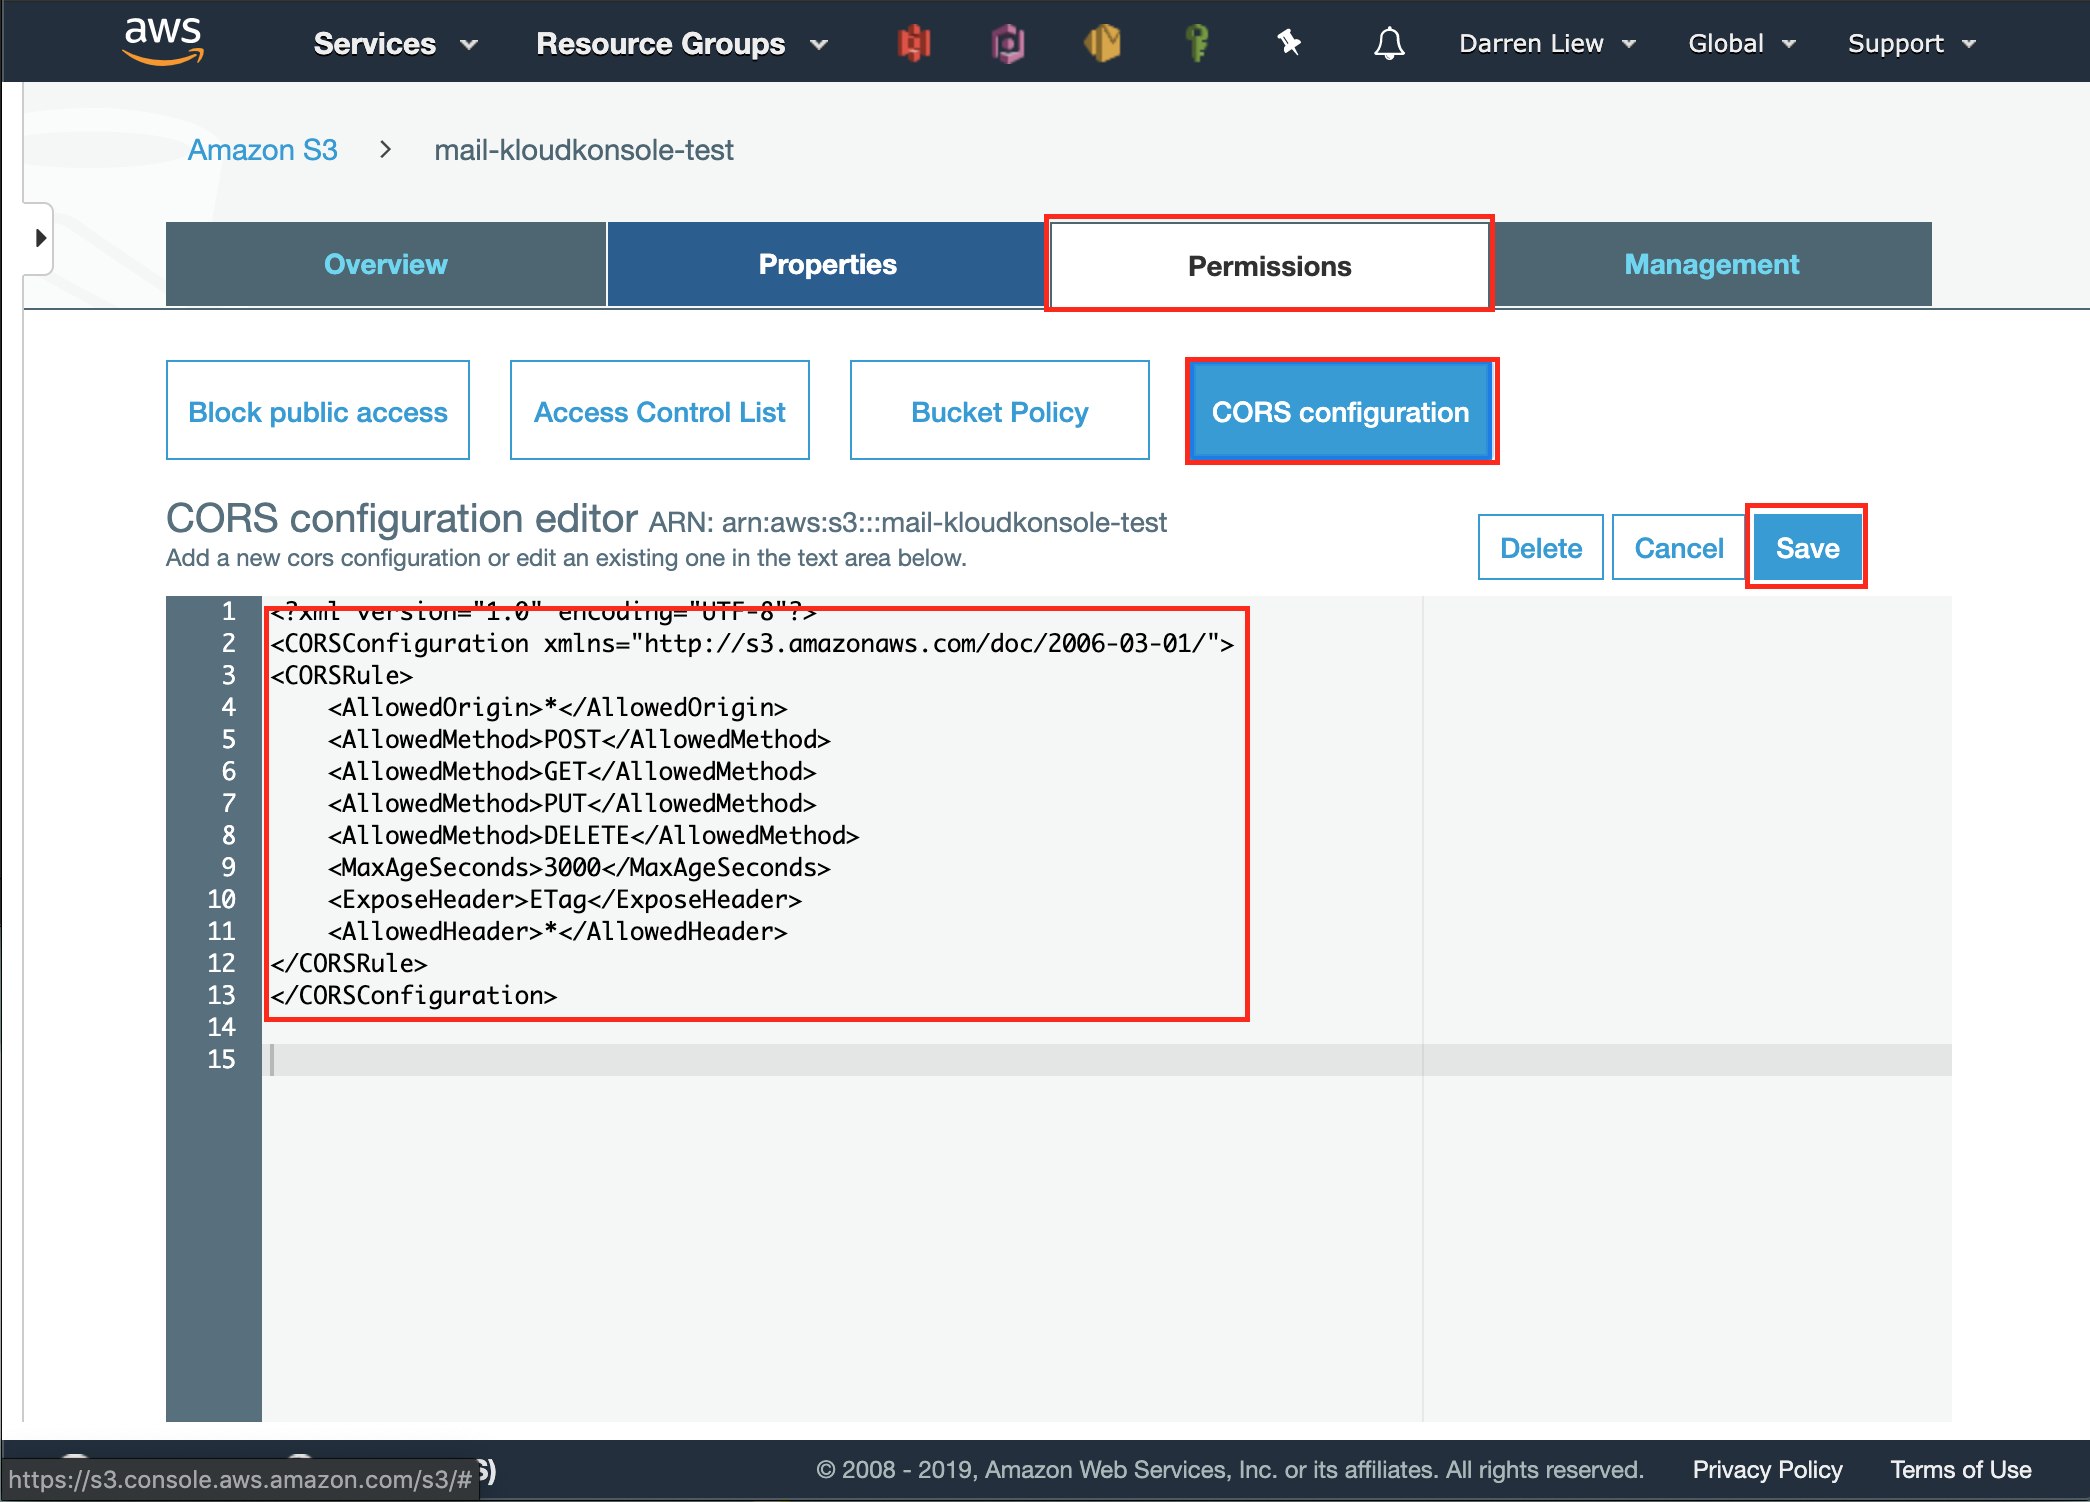 aws Services Resource Groups Darren Liew Global Support
Amazon S3 > mail-kloudkonsole-test
Overview Properties Permissions Management
Block public access Access Control List Bucket Policy CORS configuration
CORS configuration editor ARN: arn:aws:s3:::mail-kloudkonsole-test
Add a new cors configuration or edit an existing one in the text area below.
Delete Cancel Save
1 <?xml version="1.0" encoding="UTF-8"?>
2 <CORSConfiguration xmlns="http://s3.amazonaws.com/doc/2006-03-01/">
3 <CORSRule>
4 <AllowedOrigin>*</AllowedOrigin>
5 <AllowedMethod>POST</AllowedMethod>
6 <AllowedMethod>GET</AllowedMethod>
7 <AllowedMethod>PUT</AllowedMethod>
8 <AllowedMethod>DELETE</AllowedMethod>
9 <MaxAgeSeconds>3000</MaxAgeSeconds>
10 <ExposeHeader>ETag</ExposeHeader>
11 <AllowedHeader>*</AllowedHeader>
12 </CORSRule>
13 </CORSConfiguration>
14
15
© 2008 - 2019, Amazon Web Services, Inc. or its affiliates. All rights reserved. Privacy Policy Terms of Use
https://s3.console.aws.amazon.com/s3/#